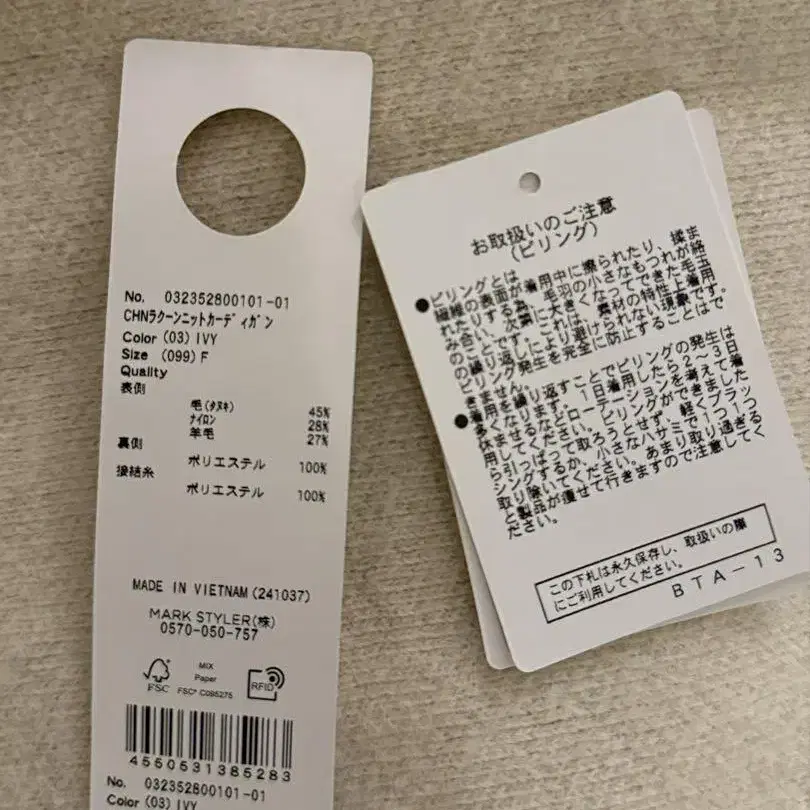 No. 032352800101-01
CHNラクーンニットカーディガン
Color (03) IVY
Size (099) F
Quality
表側
毛(タヌキ) 45%
ナイロン 28%
羊毛 27%
裏側
ポリエステル 100%
接結糸
ポリエステル 100%
MADE IN VIETNAM (241037)
MARK STYLER(株)
0570-050-757
FSC
MIX
Paper
FSC® C095275
RFID
4550531385283
No. 032352800101-01
Color (03) IVY
お取扱いのご注意
（ピリング）
●ピリングとは
繊維の表面が着用中に擦られたり、揉ま
れたりする為、毛羽の小さなもつれが絡
み合い、次第に大きくなってできた毛玉
のことです。これは、素材の特性上着用
の繰り返しにより避けられない現象です。
ピリング発生を完全に防止することはで
きません。
●着用を繰り返すことでピリングの発生は
多くなります。1日着用したら2～3日
休ませるなどローテーションを考えて着
用してください。ピリングができました
ら引っぱって取ろうとせず、軽くブラッ
シングするか、小さなハサミで1つ1つ
取り除いてください。あまり取り過ぎる
と製品が痩せて行きますので注意してく
ださい。
この下札は永久保存し、取扱いの際
にご利用してください。
BTA-13